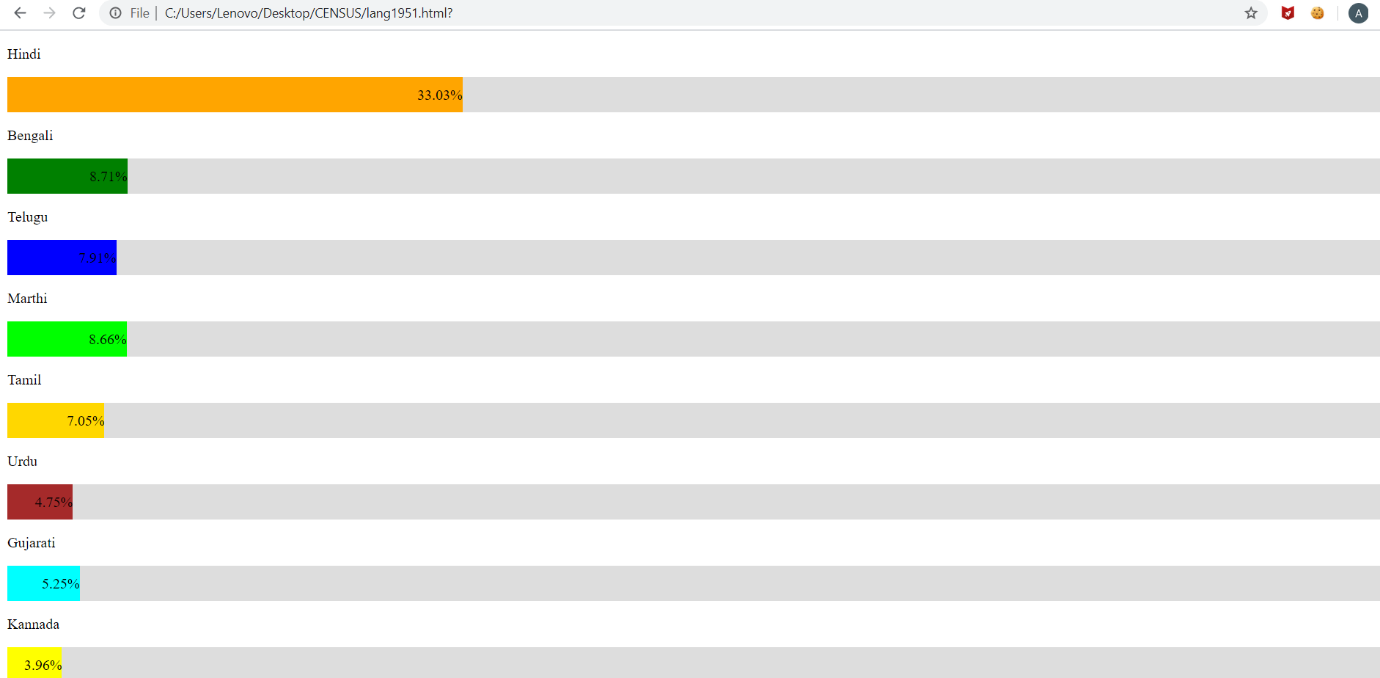 File | C:/Users/Lenovo/Desktop/CENSUS/lang1951.html?
A
Hindi
33.03%
Bengali
8.71%
Telugu
7.91%
Marthi
8.66%
Tamil
7.05%
Urdu
4.75%
Gujarati
5.25%
Kannada
3.96%